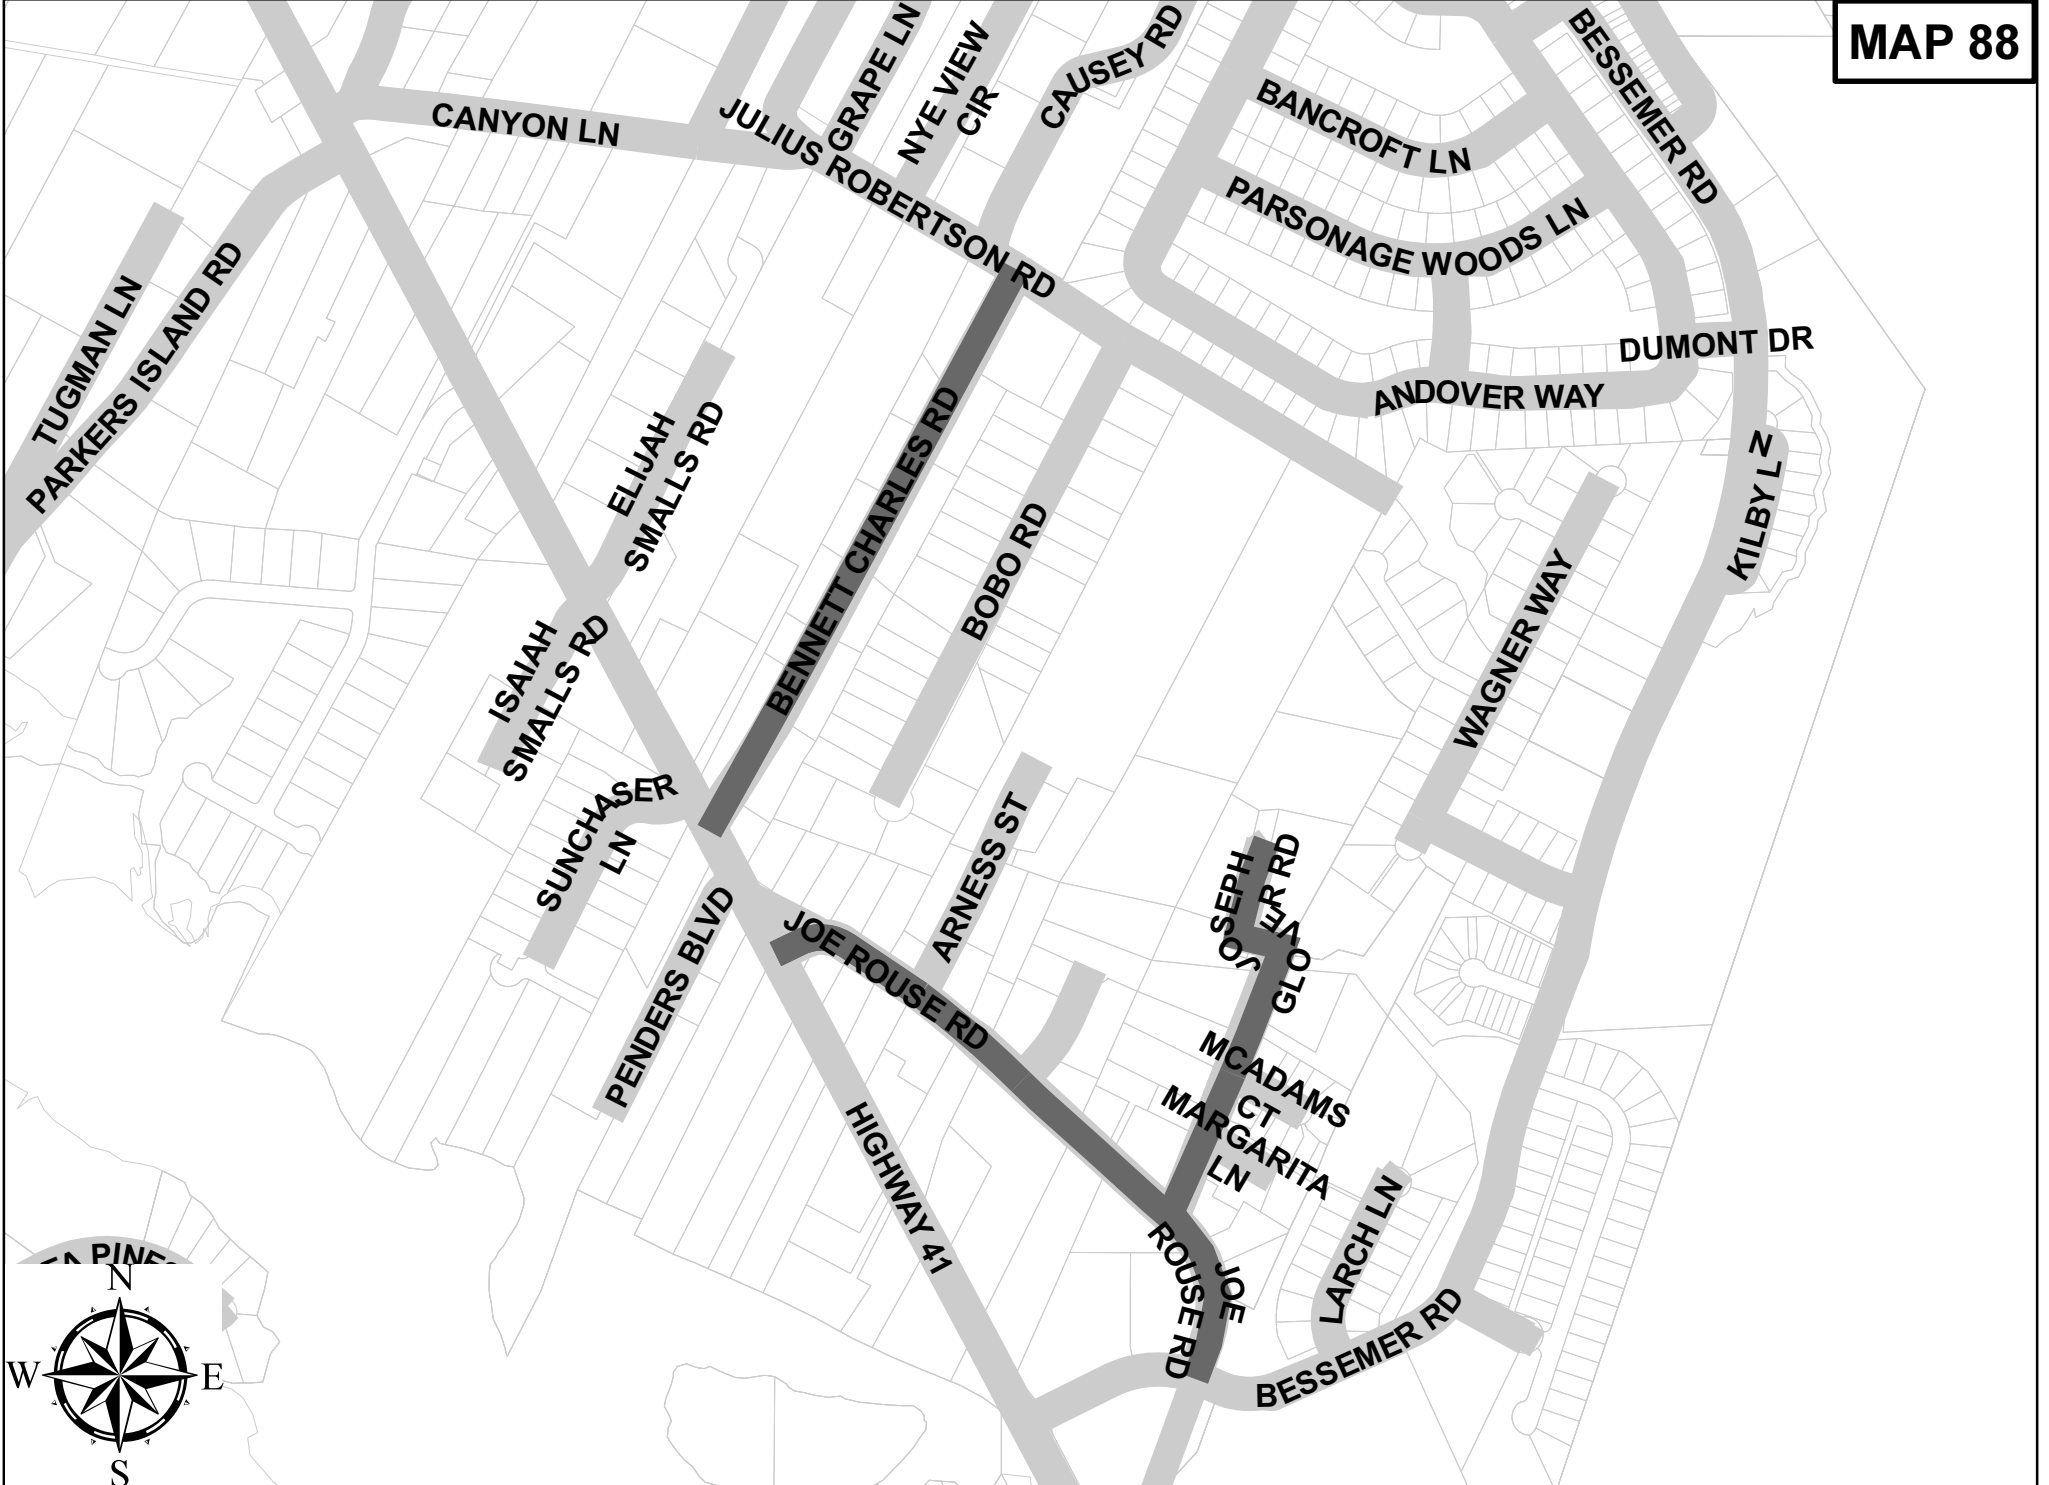 MAP 88
BESSEMER RD
GRAPE LN
NYE VIEW
CIR
CAUSEY RD
CANYON LN
JULIUS ROBERTSON RD
BANCROFT LN
PARSONAGE WOODS LN
TUGMAN LN
PARKERS ISLAND RD
DUMONT DR
ANDOVER WAY
ELIJAH
SMALLS RD
BENNETT CHARLES RD
BOBO RD
KILBY LN
WAGNER WAY
ISAIAH
SMALLS RD
SUNCHASER
LN
PENDERS BLVD
ARNESS ST
JOE ROUSE RD
JOSEPH
GLOVER RD
MCADAMS
CT
MARGARITA
LN
HIGHWAY 41
LARCH LN
JOE
ROUSE RD
BESSEMER RD
PINES
N
W E
S